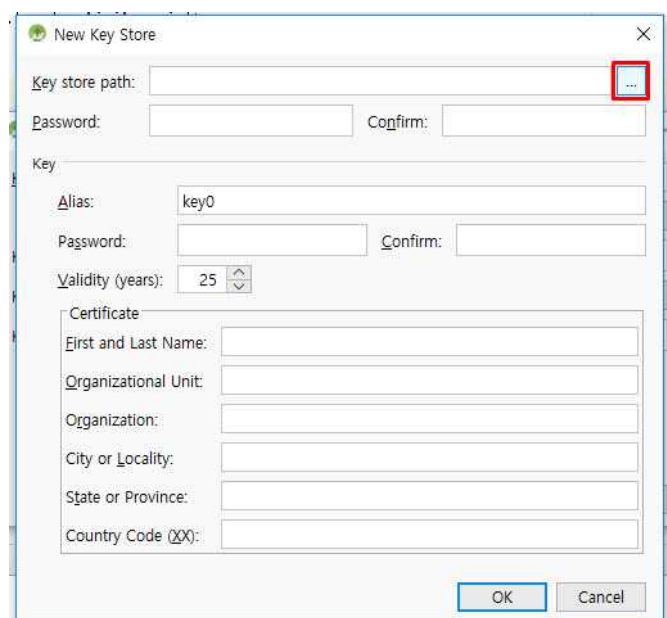 New Key Store
Key store path: ...
Password: Confirm:
Key
Alias: key0
Password: Confirm:
Validity (years): 25
Certificate
First and Last Name:
Organizational Unit:
Organization:
City or Locality:
State or Province:
Country Code (XX):
OK Cancel